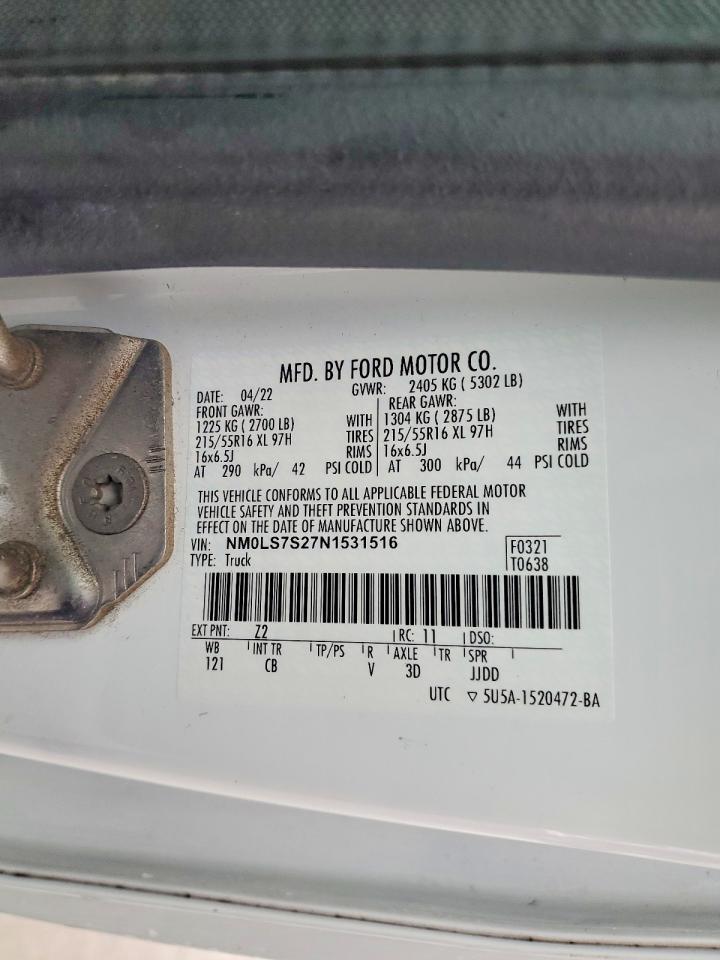 MFD. BY FORD MOTOR CO.
DATE: 04/22 GVWR: 2405 KG ( 5302 LB)
FRONT GAWR: REAR GAWR:
1225 KG ( 2700 LB) WITH 1304 KG ( 2875 LB) WITH
215/55R16 XL 97H TIRES 215/55R16 XL 97H TIRES
16x6.5J RIMS 16x6.5J RIMS
AT 290 kPa/ 42 PSI COLD AT 300 kPa/ 44 PSI COLD
THIS VEHICLE CONFORMS TO ALL APPLICABLE FEDERAL MOTOR
VEHICLE SAFETY AND THEFT PREVENTION STANDARDS IN
EFFECT ON THE DATE OF MANUFACTURE SHOWN ABOVE.
VIN: NM0LS7S27N1531516 F0321
TYPE: Truck T0638
EXT PNT: Z2 RC: 11 DSO:
WB INT TR TP/PS R AXLE TR SPR
121 CB V 3D JJDD
UTC ▽ 5U5A-1520472-BA